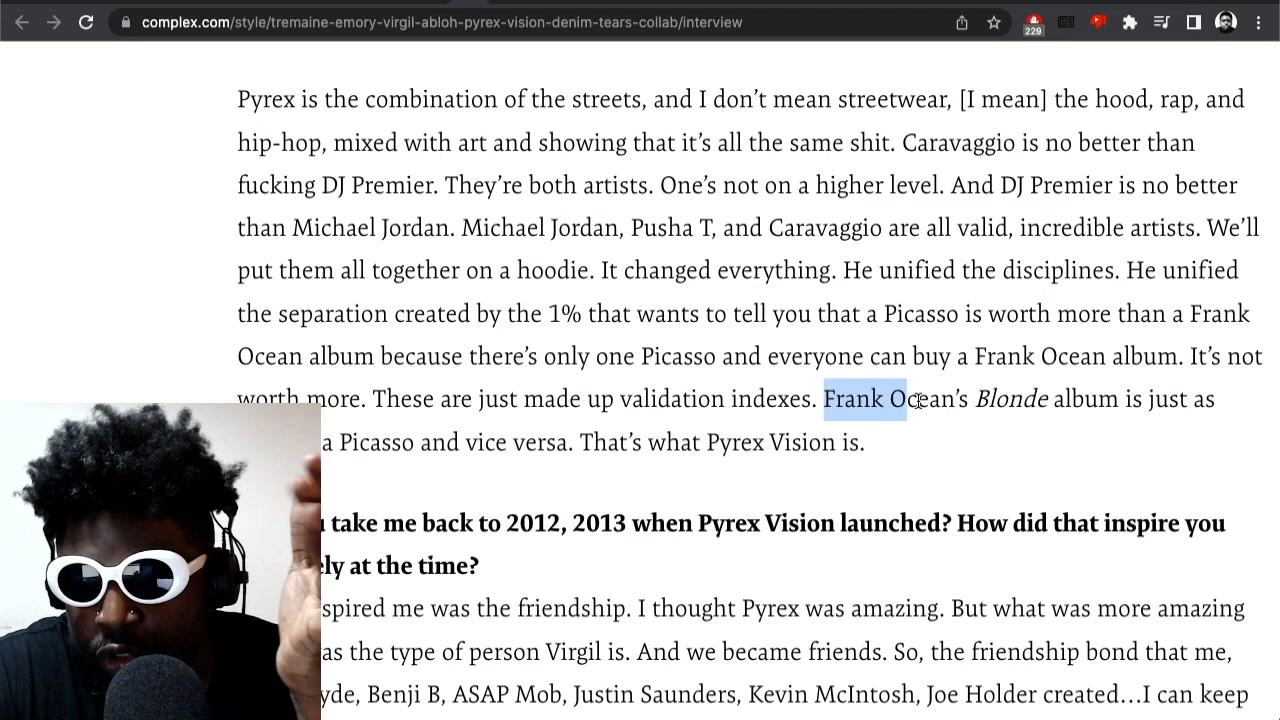 complex.com/style/tremaine-emory-virgil-abloh-pyrex-vision-denim-tears-collab/interview
229
Pyrex is the combination of the streets, and I don’t mean streetwear, [I mean] the hood, rap, and
hip-hop, mixed with art and showing that it’s all the same shit. Caravaggio is no better than
fucking DJ Premier. They’re both artists. One’s not on a higher level. And DJ Premier is no better
than Michael Jordan. Michael Jordan, Pusha T, and Caravaggio are all valid, incredible artists. We’ll
put them all together on a hoodie. It changed everything. He unified the disciplines. He unified
the separation created by the 1% that wants to tell you that a Picasso is worth more than a Frank
Ocean album because there’s only one Picasso and everyone can buy a Frank Ocean album. It’s not
worth more. These are just made up validation indexes. Frank Ocean’s Blonde album is just as
a Picasso and vice versa. That’s what Pyrex Vision is.
take me back to 2012, 2013 when Pyrex Vision launched? How did that inspire you
at the time?
was the friendship. I thought Pyrex was amazing. But what was more amazing
the type of person Virgil is. And we became friends. So, the friendship bond that me,
Benji B, ASAP Mob, Justin Saunders, Kevin McIntosh, Joe Holder created…I can keep